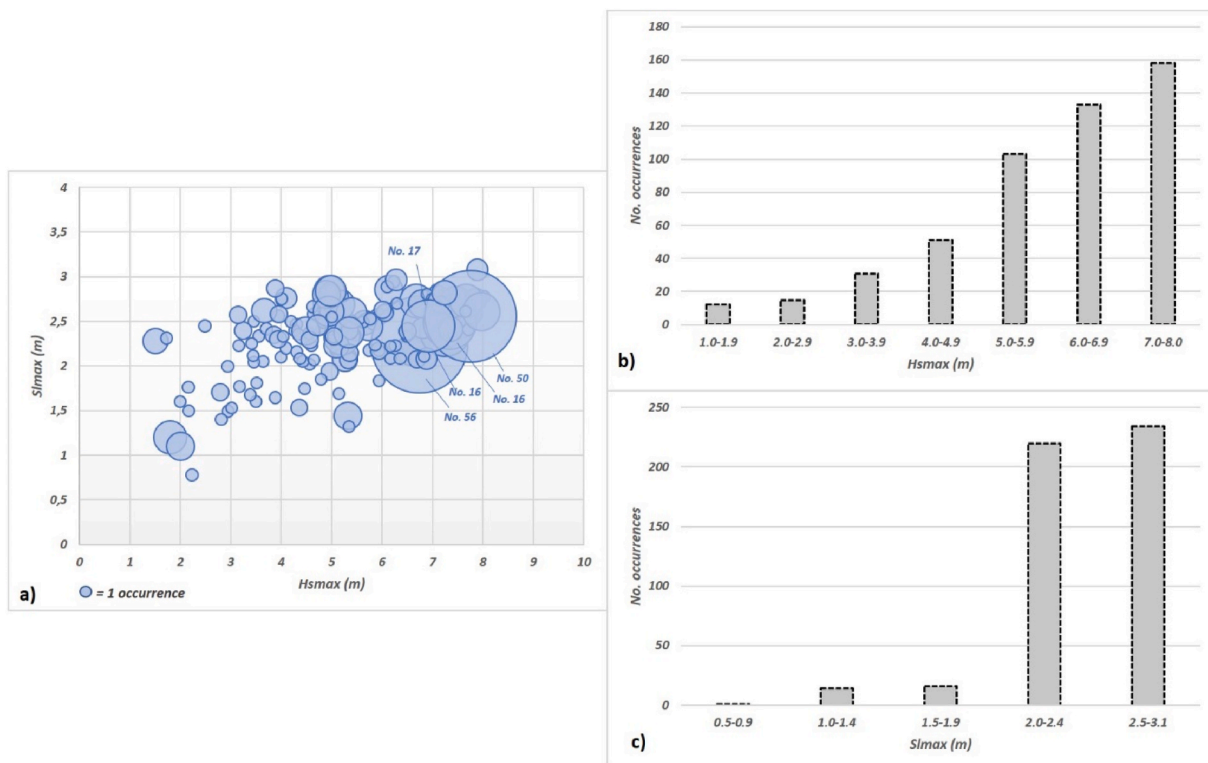 4
3,5
3
2,5
2
1,5
1
0,5
0
Slmax (m)
No. 17
No. 50
No. 16
No. 16
No. 56
0 1 2 3 4 5 6 7 8 9 10
Hsmax (m)
a)
= 1 occurrence
180
160
140
120
100
80
60
40
20
0
No. occurrences
1.0-1.9 2.0-2.9 3.0-3.9 4.0-4.9 5.0-5.9 6.0-6.9 7.0-8.0
Hsmax (m)
b)
250
200
150
100
50
0
No. occurrences
0.5-0.9 1.0-1.4 1.5-1.9 2.0-2.4 2.5-3.1
Slmax (m)
c)